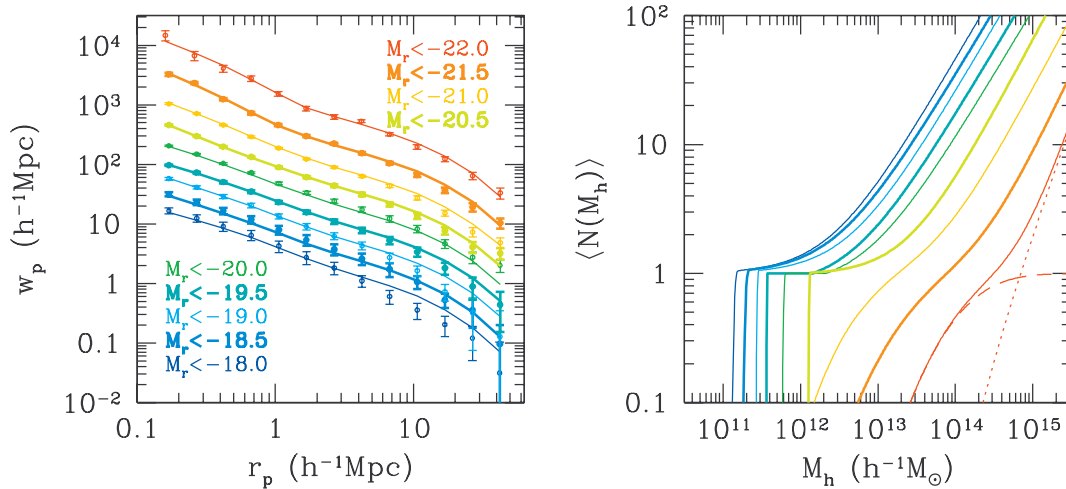 10⁴
10³
10²
10
1
0.1
10⁻²
w_p (h⁻¹Mpc)
M_r<−22.0
M_r<−21.5
M_r<−21.0
M_r<−20.5
M_r<−20.0
M_r<−19.5
M_r<−19.0
M_r<−18.5
M_r<−18.0
0.1 1 10
r_p (h⁻¹Mpc)
10²
10
1
0.1
⟨N(M_h)⟩
10¹¹ 10¹² 10¹³ 10¹⁴ 10¹⁵
M_h (h⁻¹M_☉)